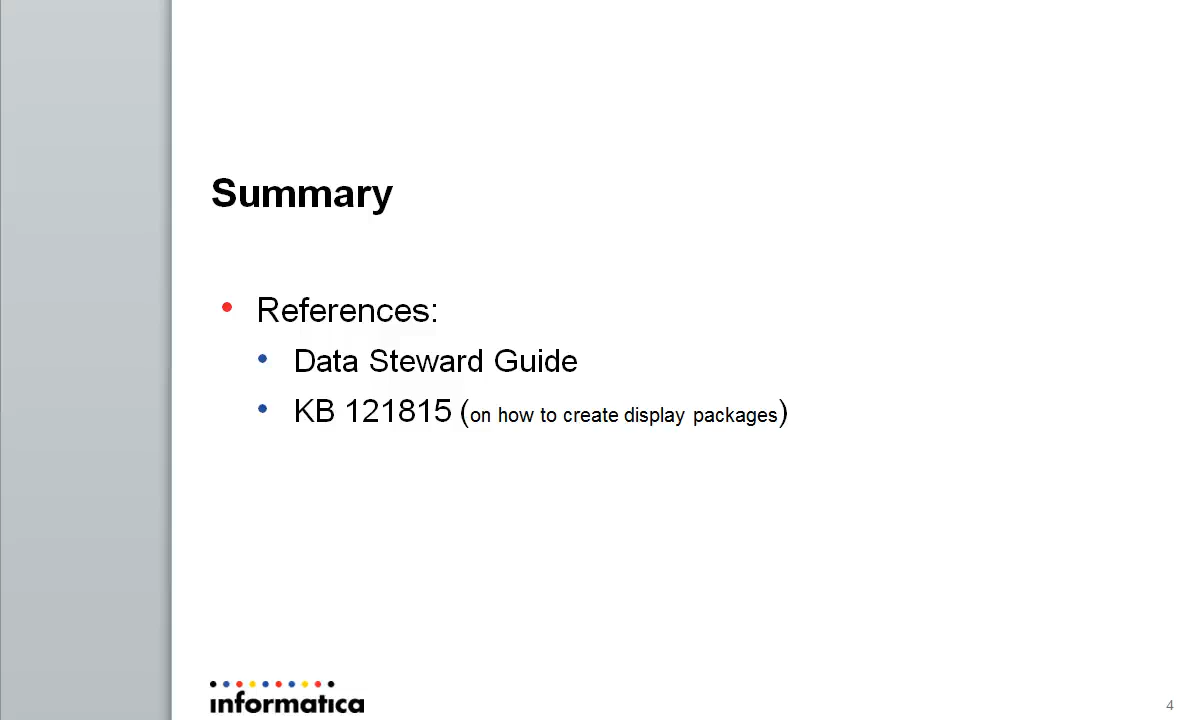 Summary
• References:
• Data Steward Guide
• KB 121815 (on how to create display packages)
informatica
4